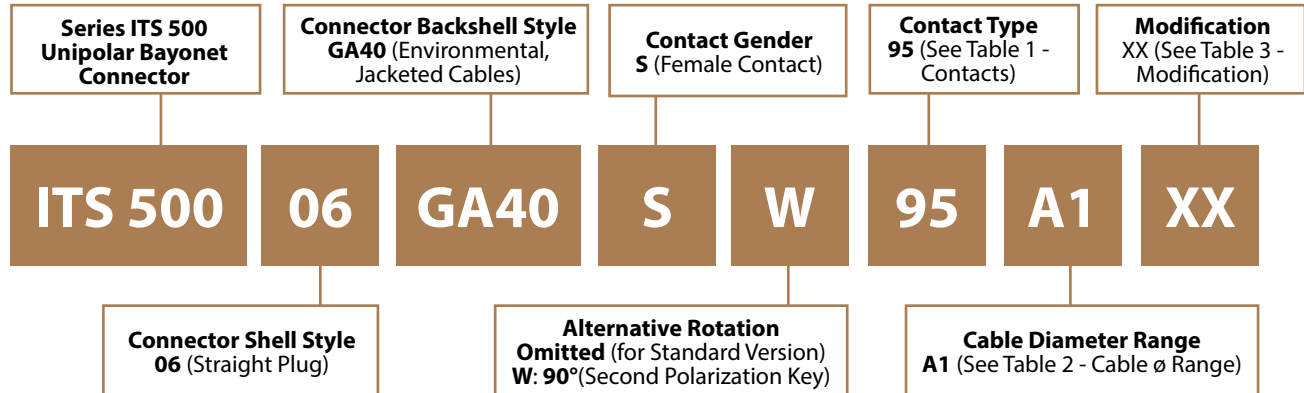 Series ITS 500
Unipolar Bayonet
Connector
Connector Backshell Style
GA40 (Environmental,
Jacketed Cables)
Contact Gender
S (Female Contact)
Contact Type
95 (See Table 1 -
Contacts)
Modification
XX (See Table 3 -
Modification)
ITS 500
06
GA40
S
W
95
A1
XX
Connector Shell Style
06 (Straight Plug)
Alternative Rotation
Omitted (for Standard Version)
W: 90°(Second Polarization Key)
Cable Diameter Range
A1 (See Table 2 - Cable ø Range)